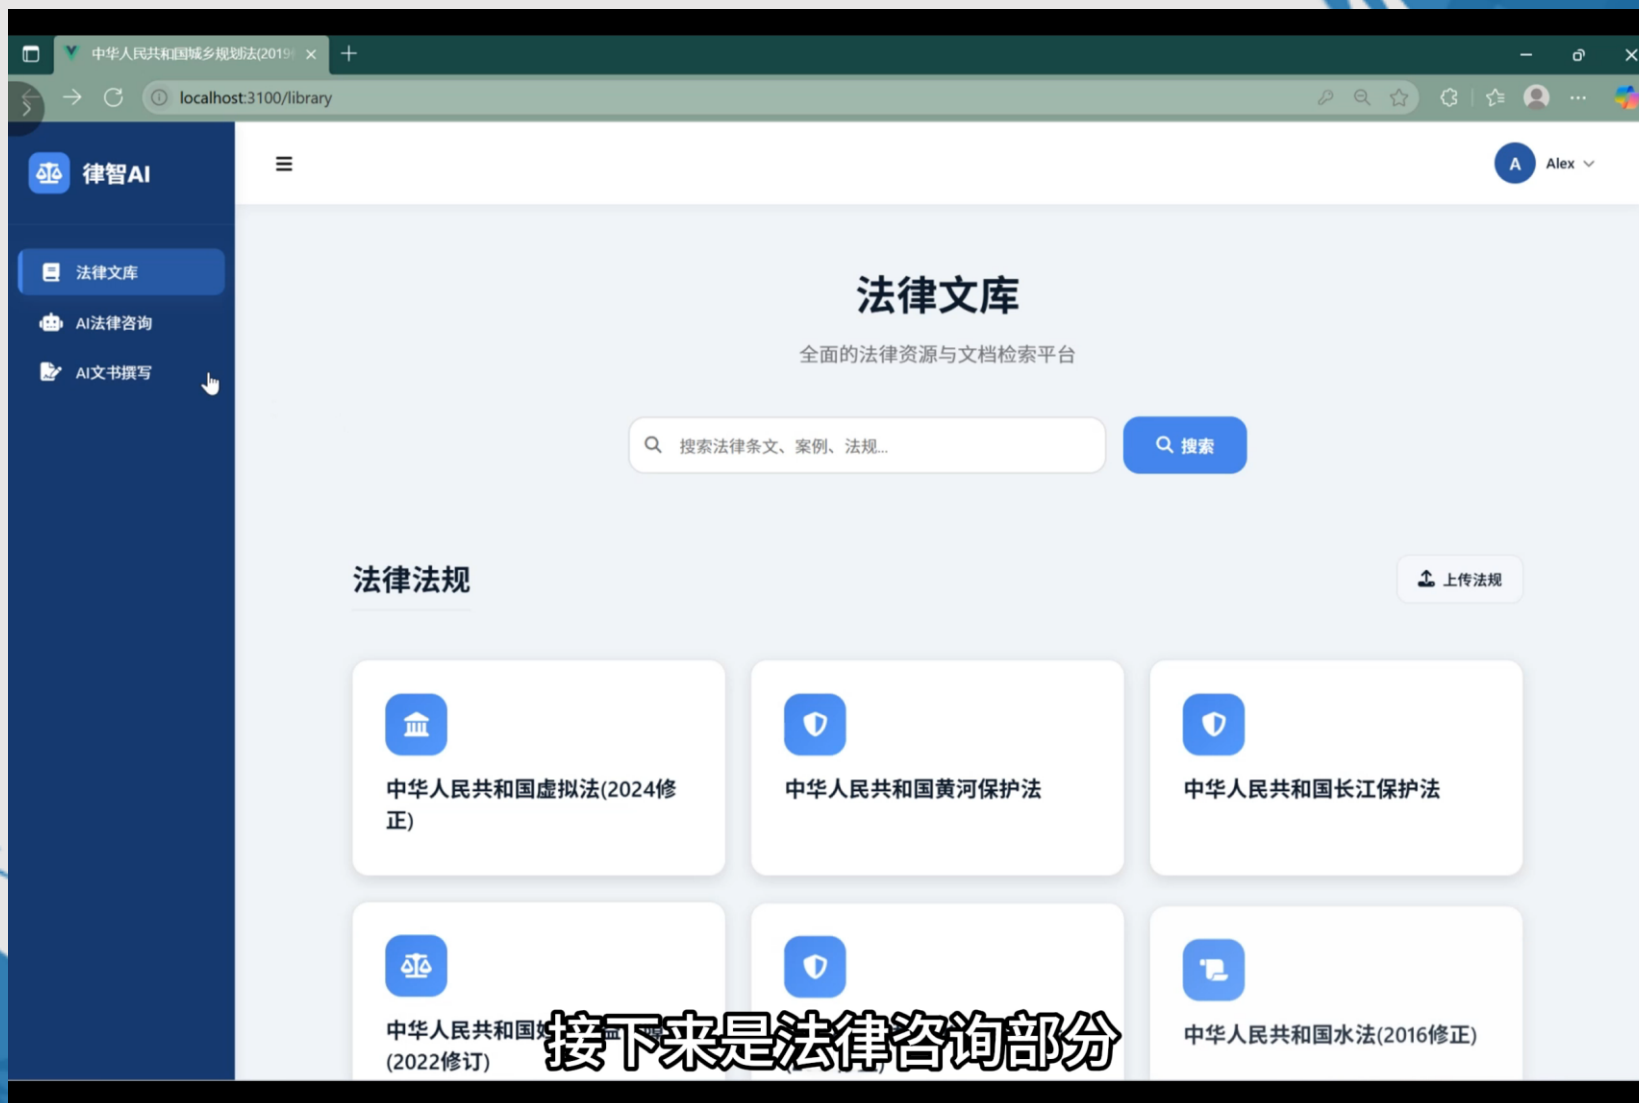 中华人民共和国城乡规划法(2019
localhost:3100/library
律智AI
A
Alex
法律文库
AI法律咨询
AI文书撰写
法律文库
全面的法律资源与文档检索平台
搜索法律条文、案例、法规...
搜索
法律法规
上传法规
中华人民共和国虚拟法(2024修
正)
中华人民共和国黄河保护法
中华人民共和国长江保护法
中华人民共和国
(2022修订)
中华人民共和国水法(2016修正)
接下来是法律咨询部分